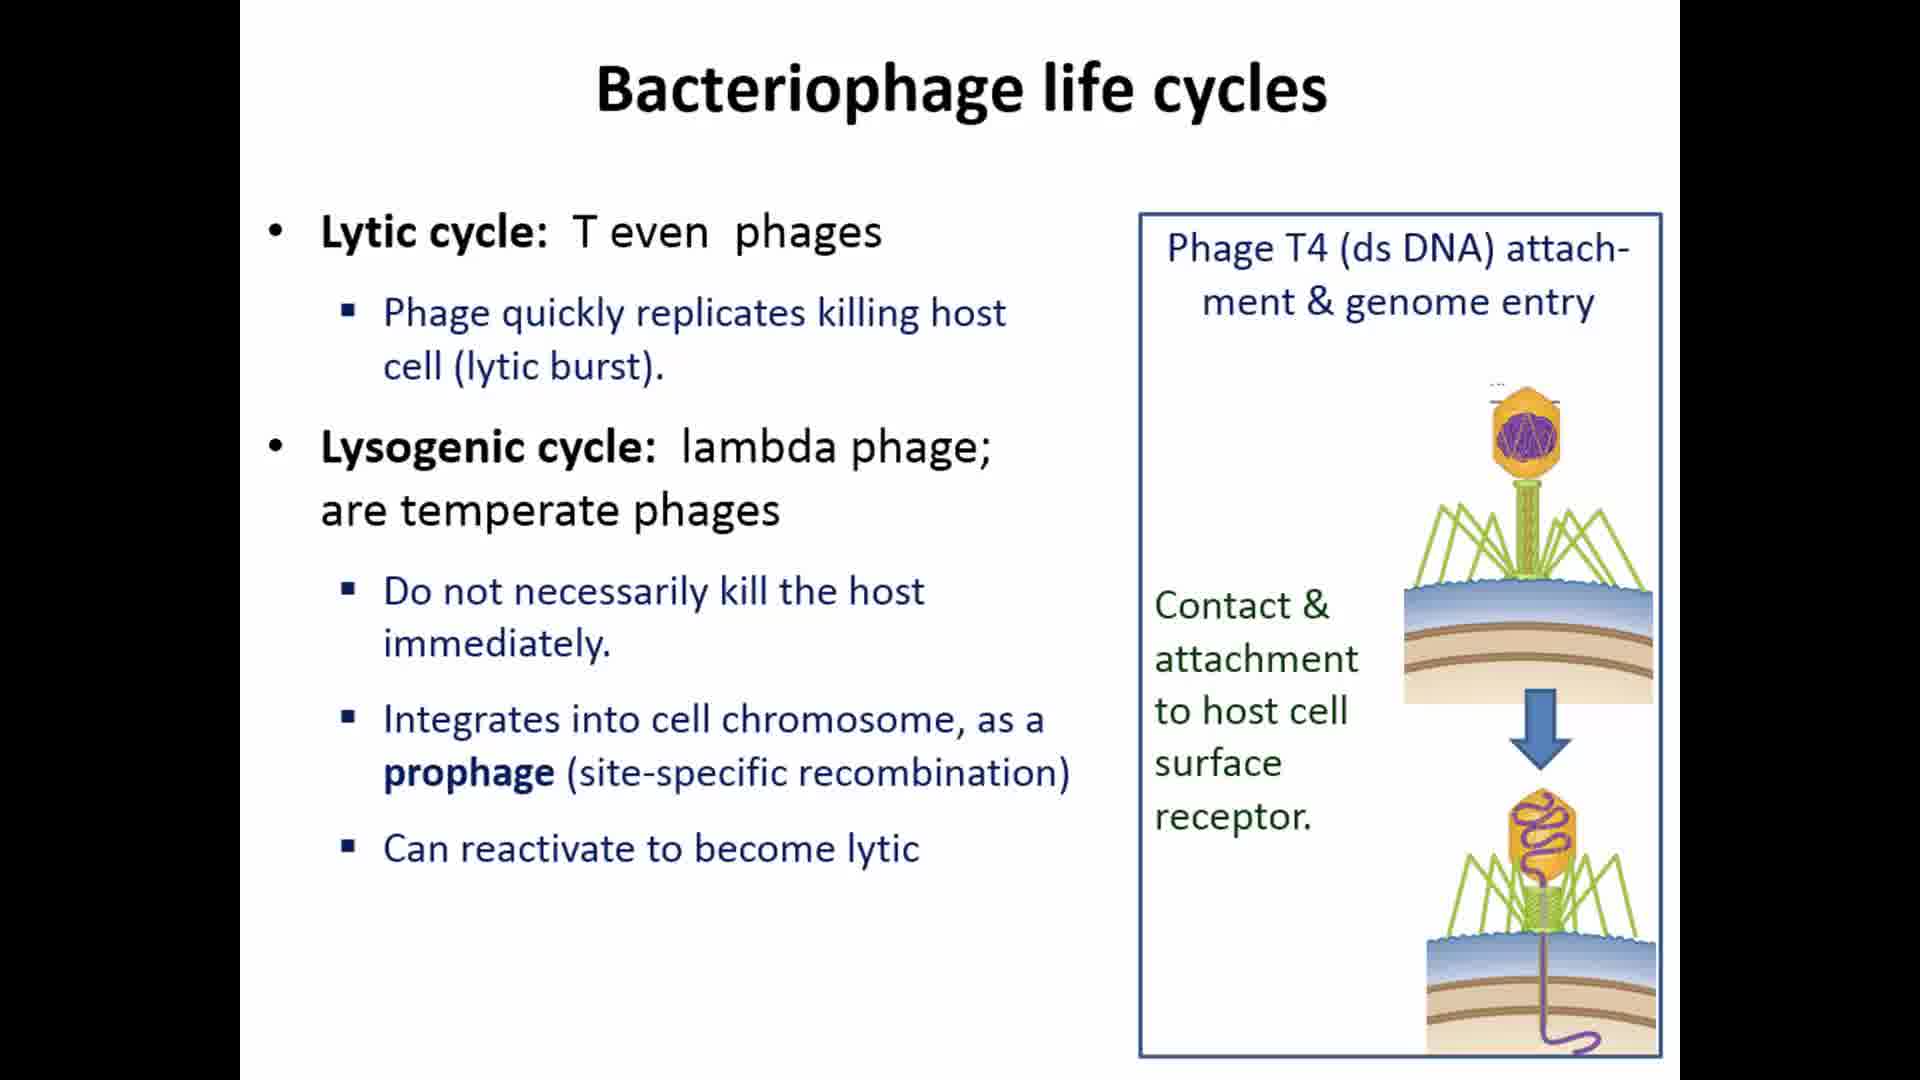 Bacteriophage life cycles
• Lytic cycle: T even phages
▪ Phage quickly replicates killing host
cell (lytic burst).
• Lysogenic cycle: lambda phage;
are temperate phages
▪ Do not necessarily kill the host
immediately.
▪ Integrates into cell chromosome, as a
prophage (site-specific recombination)
▪ Can reactivate to become lytic
Phage T4 (ds DNA) attach-
ment & genome entry
Contact &
attachment
to host cell
surface
receptor.